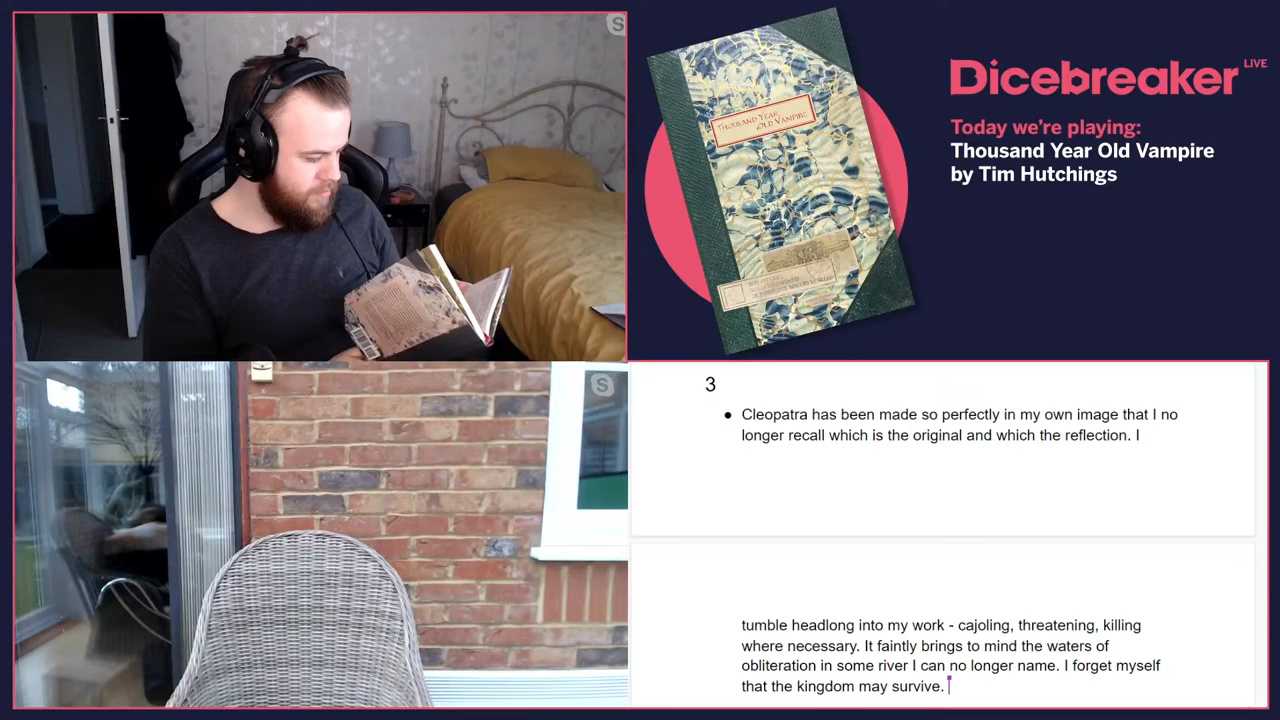 THOUSAND YEAR
OLD VAMPIRE
Dicebreaker LIVE
Today we're playing:
Thousand Year Old Vampire
by Tim Hutchings
3
• Cleopatra has been made so perfectly in my own image that I no
longer recall which is the original and which the reflection. I
tumble headlong into my work - cajoling, threatening, killing
where necessary. It faintly brings to mind the waters of
obliteration in some river I can no longer name. I forget myself
that the kingdom may survive.